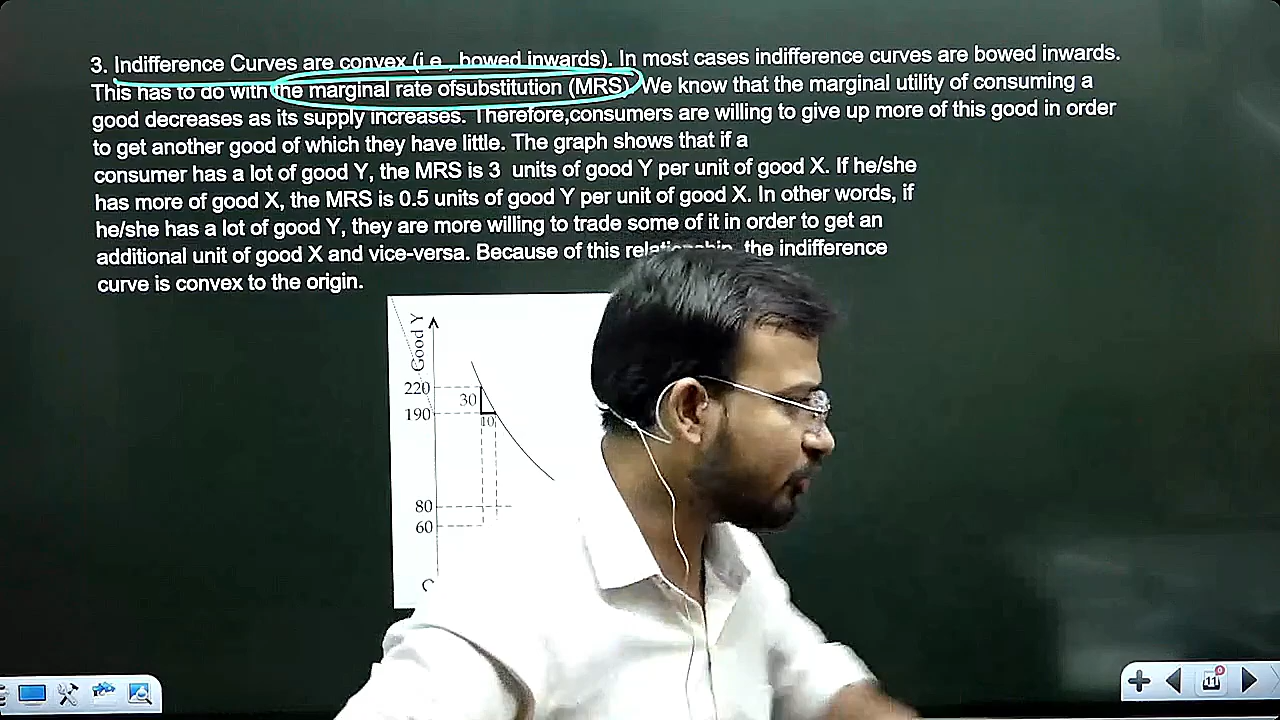 3. Indifference Curves are convex (i.e., bowed inwards). In most cases indifference curves are bowed inwards.
This has to do with the marginal rate ofsubstitution (MRS). We know that the marginal utility of consuming a
good decreases as its supply increases. Therefore,consumers are willing to give up more of this good in order
to get another good of which they have little. The graph shows that if a
consumer has a lot of good Y, the MRS is 3 units of good Y per unit of good X. If he/she
has more of good X, the MRS is 0.5 units of good Y per unit of good X. In other words, if
he/she has a lot of good Y, they are more willing to trade some of it in order to get an
additional unit of good X and vice-versa. Because of this relationship, the indifference
curve is convex to the origin.
Good Y
220
30
190
10
80
60
11